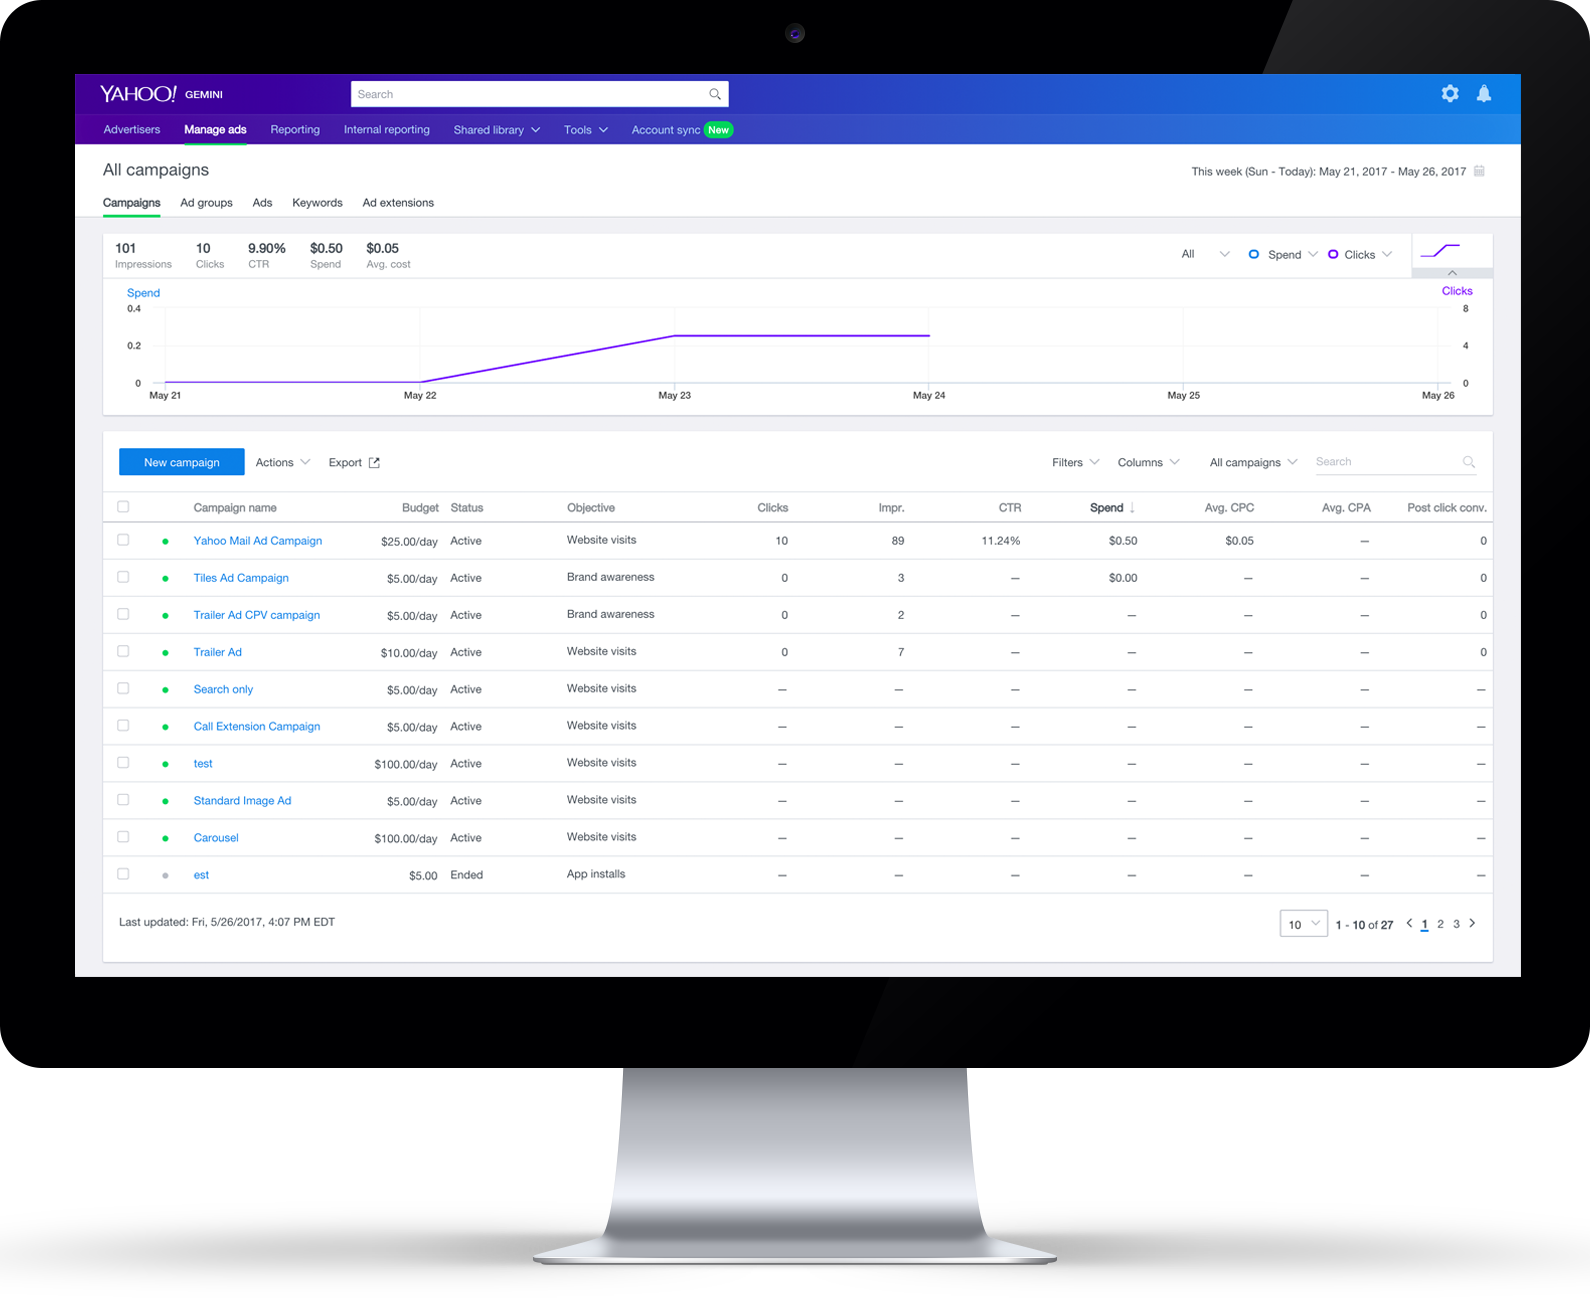 YAHOO! GEMINI Search
Advertisers Manage ads Reporting Internal reporting Shared library Tools Account sync New
All campaigns This week (Sun - Today): May 21, 2017 - May 26, 2017
Campaigns Ad groups Ads Keywords Ad extensions
101 10 9.90% $0.50 $0.05 All Spend Clicks
Impressions Clicks CTR Spend Avg. cost
Spend Clicks
0.4 8
0.2 4
0 0
May 21 May 22 May 23 May 24 May 25 May 26
New campaign Actions Export Filters Columns All campaigns Search
Campaign name Budget Status Objective Clicks Impr. CTR Spend ↓ Avg. CPC Avg. CPA Post click conv.
Yahoo Mail Ad Campaign $25.00/day Active Website visits 10 89 11.24% $0.50 $0.05 — 0
Tiles Ad Campaign $5.00/day Active Brand awareness 0 3 — $0.00 — — 0
Trailer Ad CPV campaign $5.00/day Active Brand awareness 0 2 — — — — 0
Trailer Ad $10.00/day Active Website visits 0 7 — — — — 0
Search only $5.00/day Active Website visits — — — — — — —
Call Extension Campaign $5.00/day Active Website visits — — — — — — —
test $100.00/day Active Website visits — — — — — — —
Standard Image Ad $5.00/day Active Website visits — — — — — — —
Carousel $100.00/day Active Website visits — — — — — — —
est $5.00 Ended App installs — — — — — — —
Last updated: Fri, 5/26/2017, 4:07 PM EDT 10 1 - 10 of 27 < 1 2 3 >